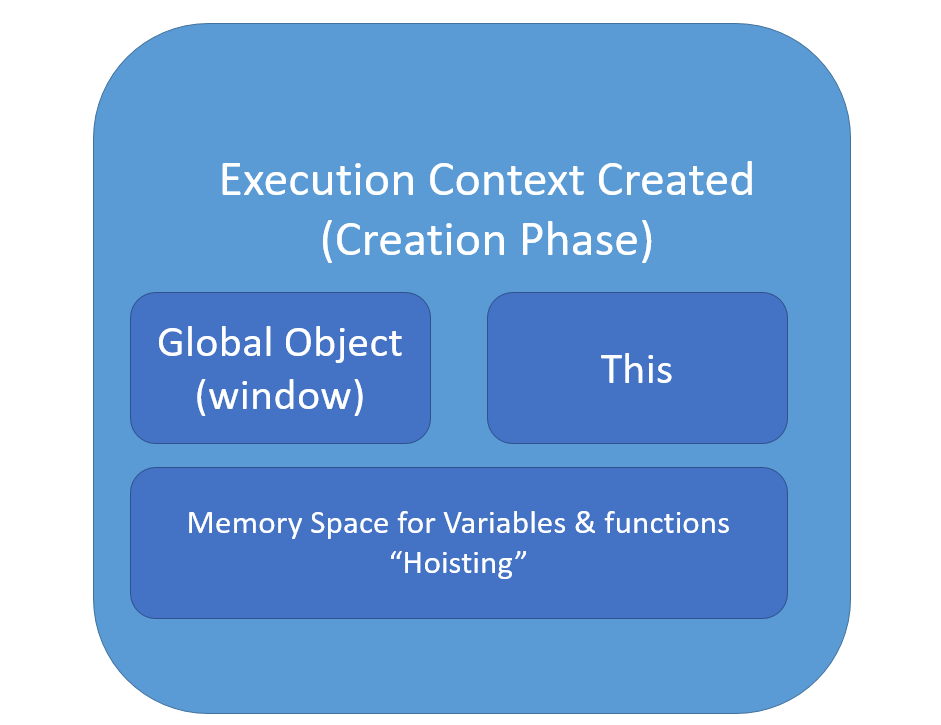 Execution Context Created
(Creation Phase)
Global Object
(window)
This
Memory Space for Variables & functions
“Hoisting”